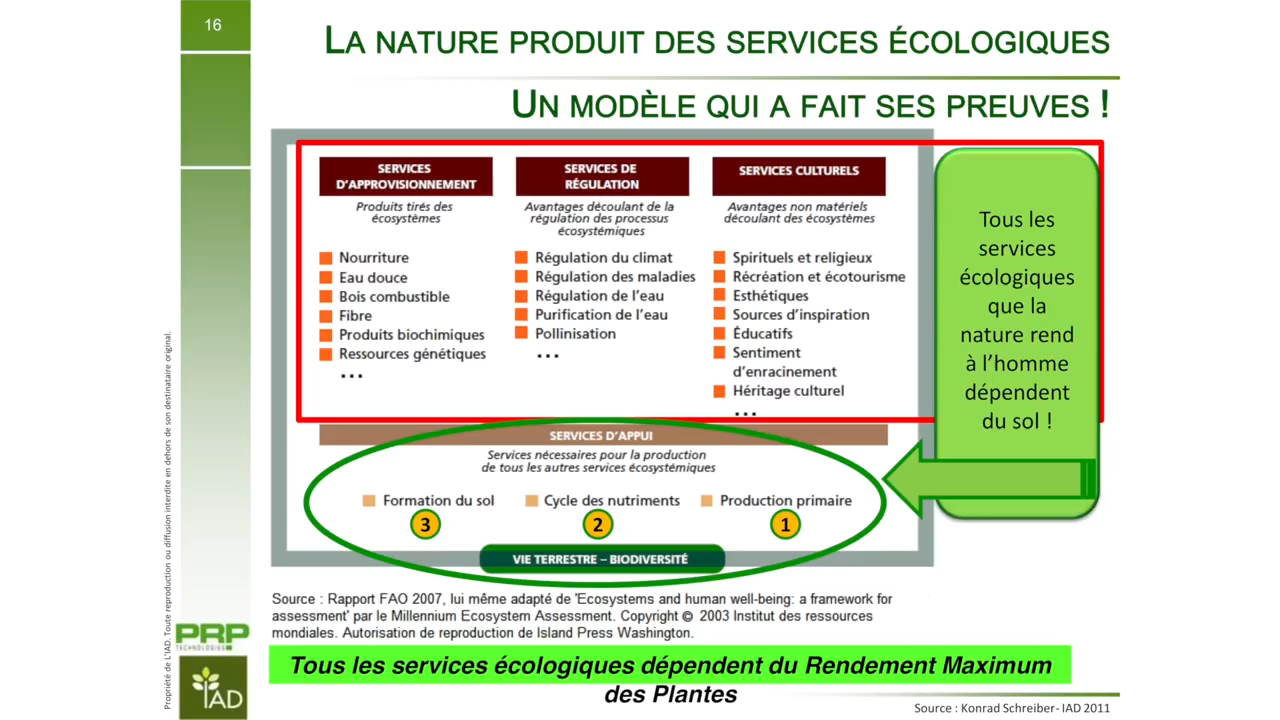 16
LA NATURE PRODUIT DES SERVICES ÉCOLOGIQUES
UN MODÈLE QUI A FAIT SES PREUVES !
SERVICES
D'APPROVISIONNEMENT
Produits tirés des
écosystèmes
Nourriture
Eau douce
Bois combustible
Fibre
Produits biochimiques
Ressources génétiques
...
SERVICES DE
RÉGULATION
Avantages découlant de la
régulation des processus
écosystémiques
Régulation du climat
Régulation des maladies
Régulation de l'eau
Purification de l'eau
Pollinisation
...
SERVICES CULTURELS
Avantages non matériels
découlant des écosystèmes
Spirituels et religieux
Récréation et écotourisme
Esthétiques
Sources d'inspiration
Éducatifs
Sentiment
d'enracinement
Héritage culturel
...
Tous les
services
écologiques
que la
nature rend
à l'homme
dépendent
du sol !
SERVICES D'APPUI
Services nécessaires pour la production
de tous les autres services écosystémiques
Formation du sol
Cycle des nutriments
Production primaire
3
2
1
VIE TERRESTRE – BIODIVERSITÉ
Source : Rapport FAO 2007, lui même adapté de 'Ecosystems and human well-being: a framework for
assessment' par le Millennium Ecosystem Assessment. Copyright © 2003 Institut des ressources
mondiales. Autorisation de reproduction de Island Press Washington.
Tous les services écologiques dépendent du Rendement Maximum
des Plantes
Source : Konrad Schreiber- IAD 2011
Propriété de L'IAD. Toute reproduction ou diffusion interdite en dehors de son destinataire original.
PRP
TECHNOLOGIES
IAD